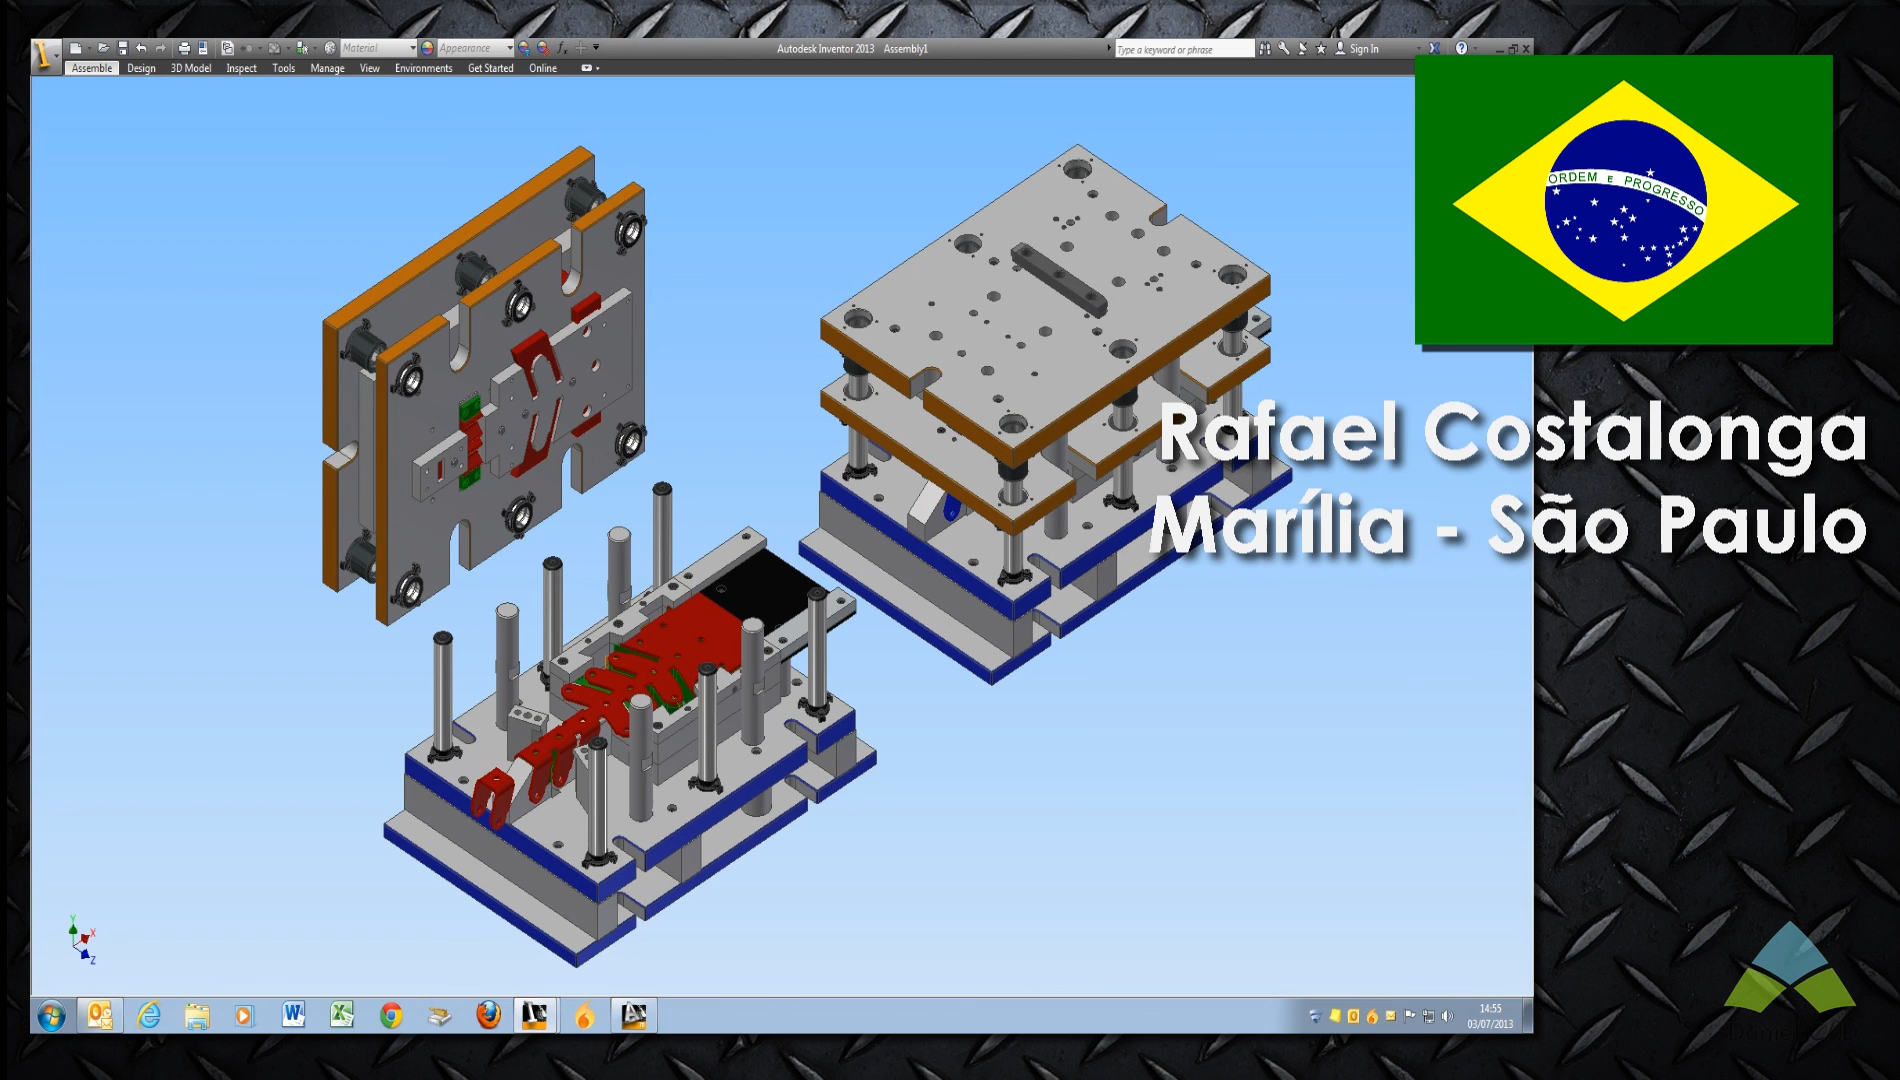 Material
Appearance
Autodesk Inventor 2013 Assembly1
Type a keyword or phrase
Sign In
Assemble Design 3D Model Inspect Tools Manage View Environments Get Started Online
ORDEM E PROGRESSO
Rafael Costalonga
Marília - São Paulo
Y
X
Z
14:55
03/07/2013